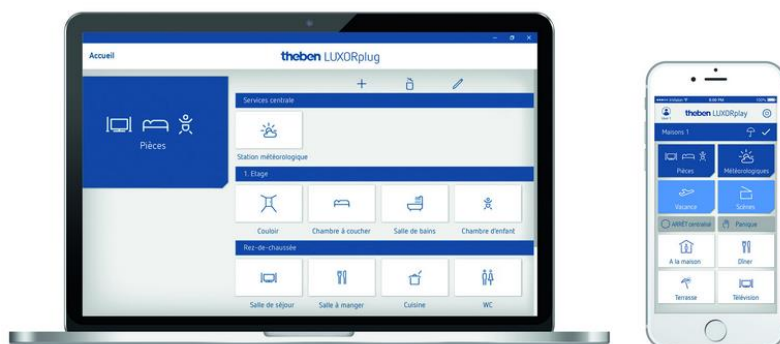 Accueil
theben LUXORplug
Pièces
Services centrale
Station météorologique
1. Etage
Couloir
Chambre à coucher
Salle de bains
Chambre d'enfant
Rez-de-chaussée
Salle de séjour
Salle à manger
Cuisine
WC
theben LUXORplay
Maisons 1
Pièces
Météorologiques
Vacance
Scènes
ARRÊT centralisé
Panique
A la maison
Dîner
Terrasse
Télévision